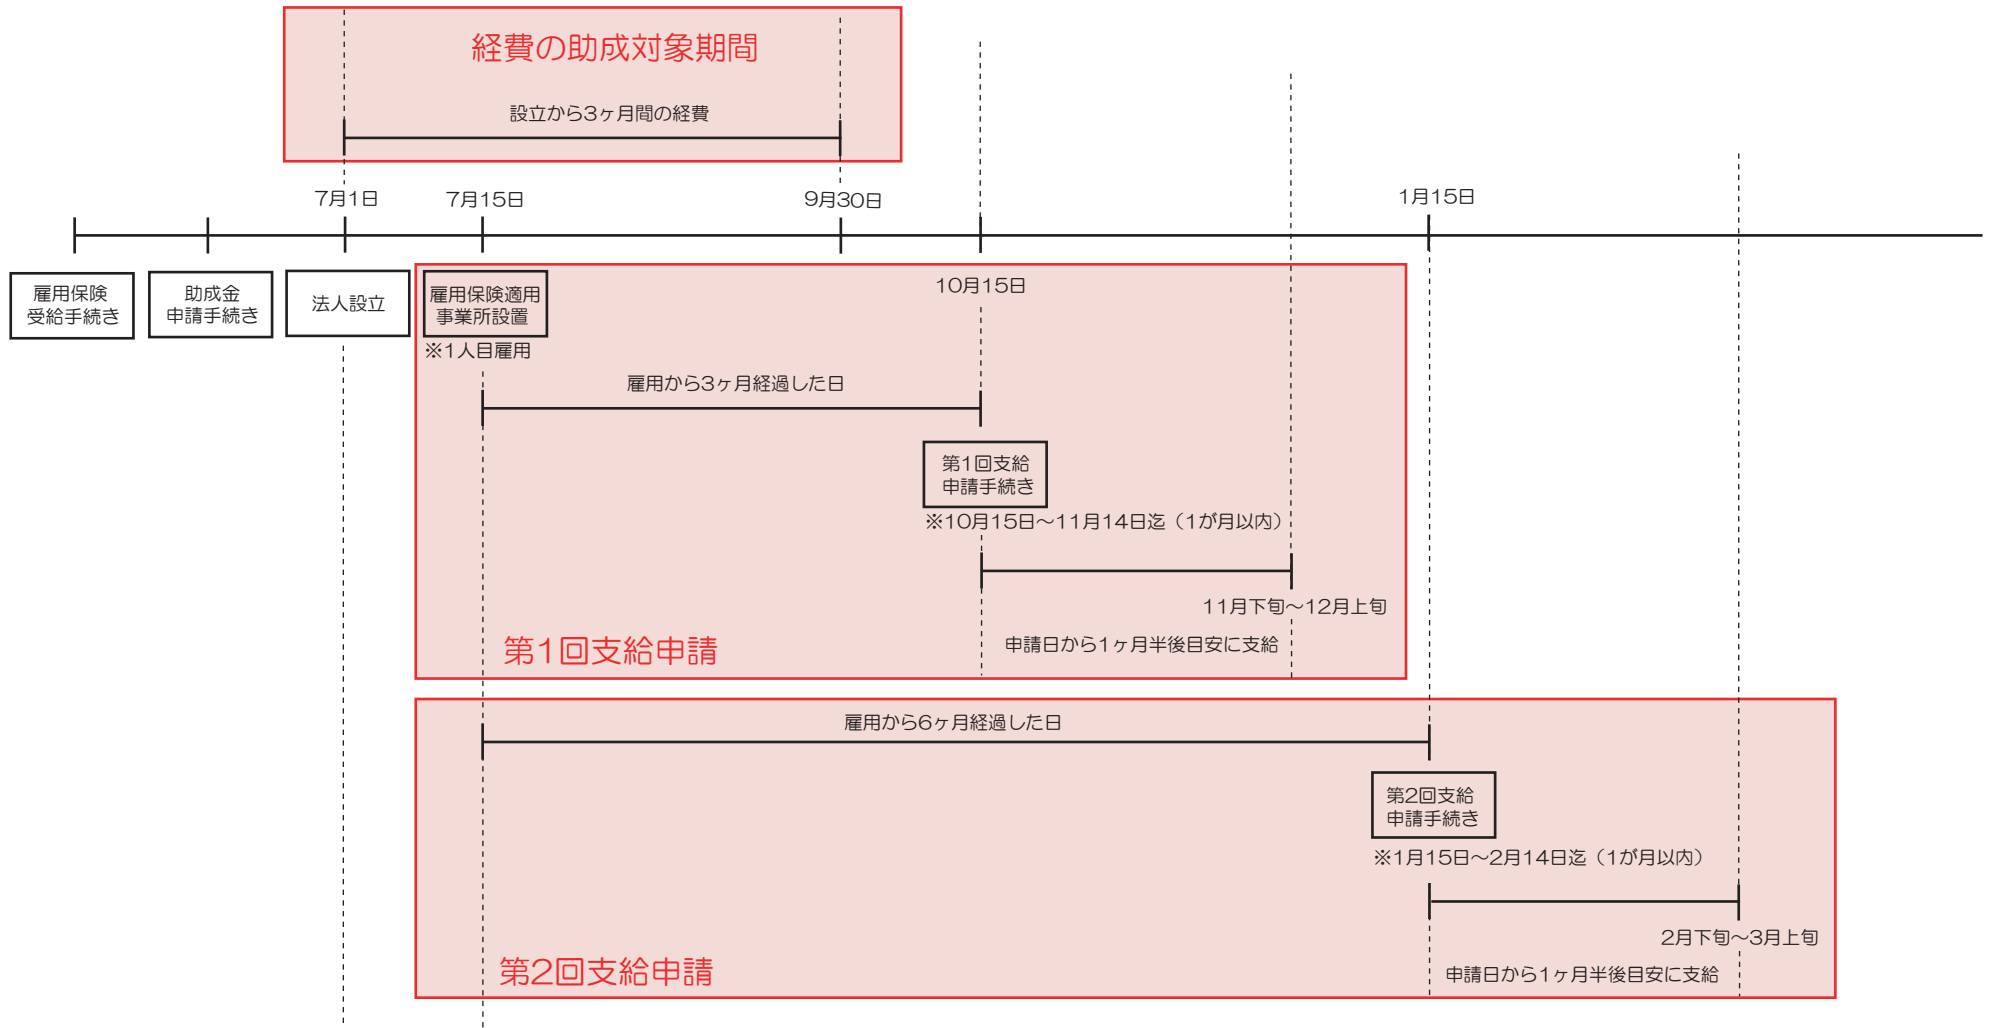 経費の助成対象期間
設立から3ヶ月間の経費
7月1日
7月15日
9月30日
1月15日
雇用保険
受給手続き
助成金
申請手続き
法人設立
雇用保険適用
事業所設置
※1人目雇用
10月15日
雇用から3ヶ月経過した日
第1回支給
申請手続き
※10月15日～11月14日迄（1が月以内）
11月下旬～12月上旬
申請日から1ヶ月半後目安に支給
第1回支給申請
雇用から6ヶ月経過した日
第2回支給
申請手続き
※1月15日～2月14日迄（1が月以内）
2月下旬～3月上旬
申請日から1ヶ月半後目安に支給
第2回支給申請